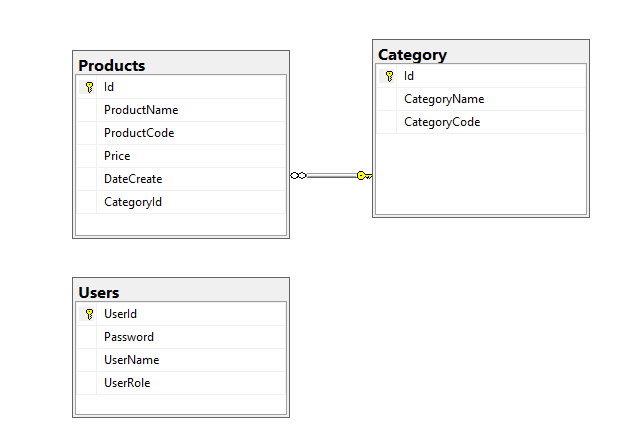 Products
Id
ProductName
ProductCode
Price
DateCreate
CategoryId
Category
Id
CategoryName
CategoryCode
Users
UserId
Password
UserName
UserRole